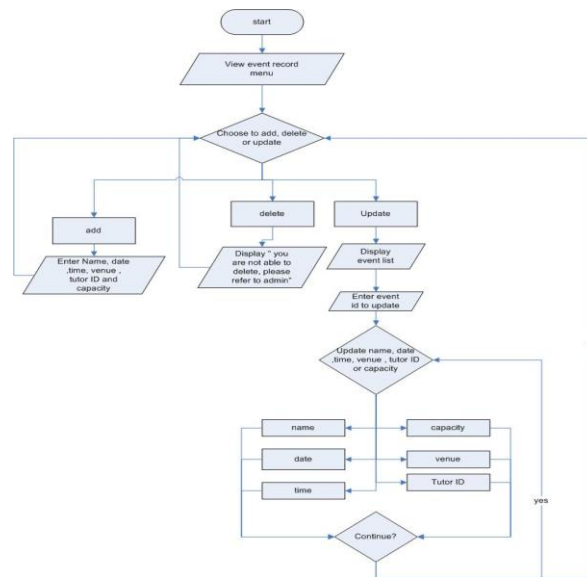 start
View event record
menu
Choose to add, delete
or update
add
delete
Update
Enter Name, date
,time, venue ,
tutor ID and
capacity
Display " you
are not able to
delete, please
refer to admin"
Display
event list
Enter event
id to update
Update name, date
,time, venue , tutor ID
or capacity
name
capacity
date
venue
time
Tutor ID
yes
Continue?